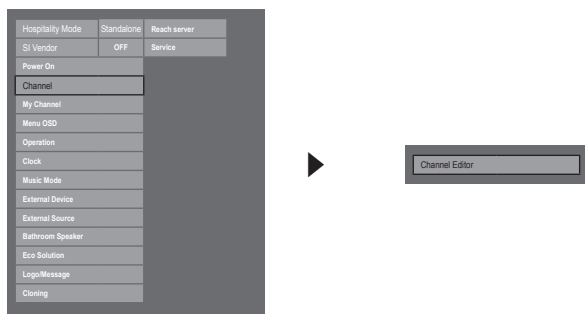 Hospitality Mode Standalone Reach server
SI Vendor OFF Service
Power On
Channel
My Channel
Menu OSD
Operation
Clock
Music Mode
External Device
External Source
Bathroom Speaker
Eco Solution
Logo/Message
Cloning
Channel Editor